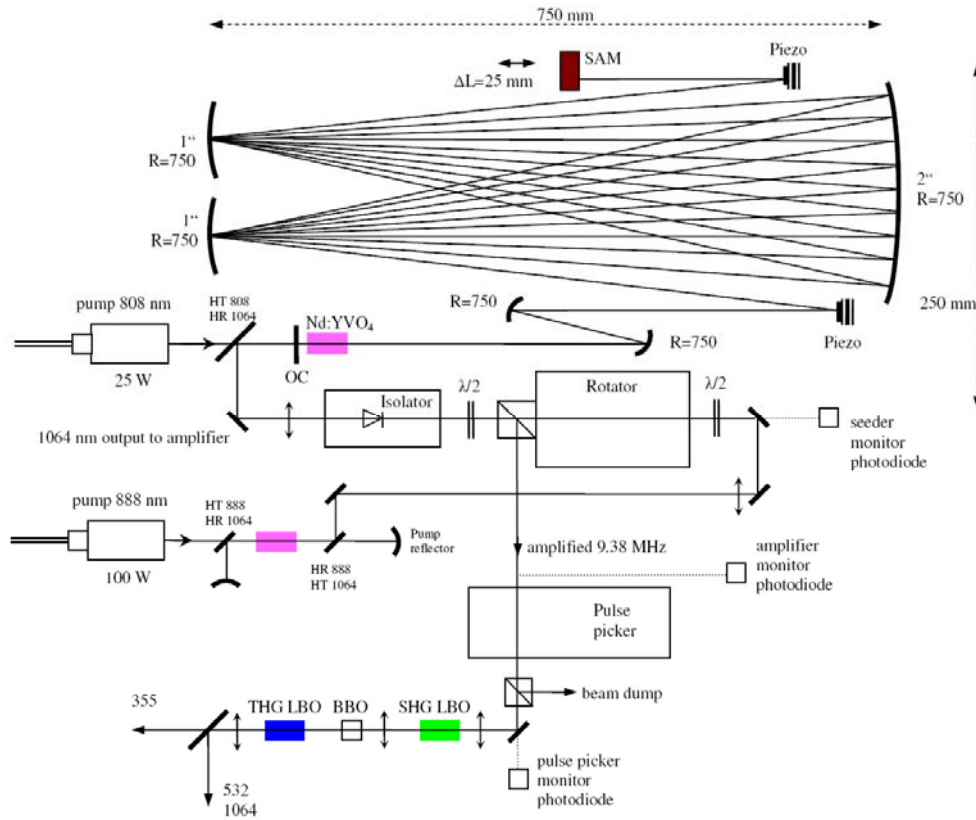 750 mm
SAM
Piezo
ΔL=25 mm
1“
R=750
2“
R=750
1“
R=750
250 mm
R=750
pump 808 nm
HT 808
HR 1064
Nd:YVO4
R=750
Piezo
25 W
OC
λ/2
Rotator
λ/2
Isolator
1064 nm output to amplifier
seeder
monitor
photodiode
pump 888 nm
HT 888
HR 1064
Pump
reflector
amplified 9.38 MHz
amplifier
monitor
photodiode
100 W
HR 888
HT 1064
Pulse
picker
beam dump
355
THG LBO
BBO
SHG LBO
pulse picker
monitor
photodiode
532
1064